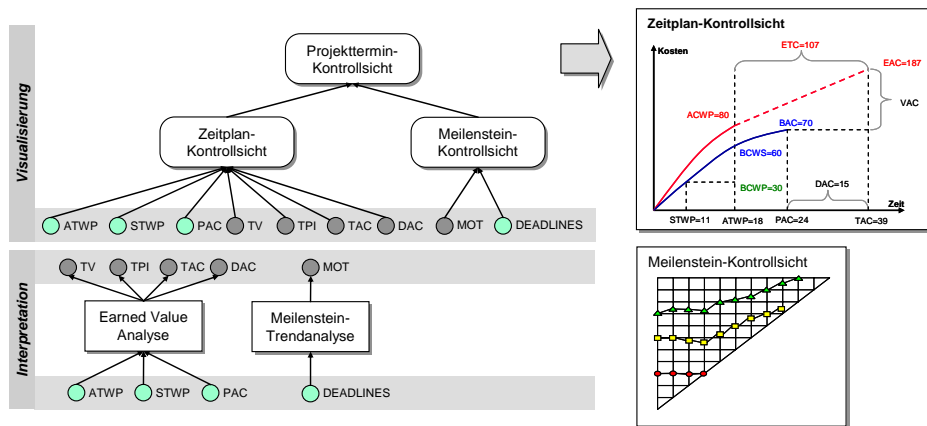 Visualisierung
Projekttermin-
Kontrollsicht
Zeitplan-
Kontrollsicht
Meilenstein-
Kontrollsicht
ATWP
STWP
PAC
TV
TPI
TAC
DAC
MOT
DEADLINES
Interpretation
TV
TPI
TAC
DAC
MOT
Earned Value
Analyse
Meilenstein-
Trendanalyse
ATWP
STWP
PAC
DEADLINES
Zeitplan-Kontrollsicht
Kosten
ETC=107
EAC=187
VAC
ACWP=80
BAC=70
BCWS=60
BCWP=30
DAC=15
Zeit
STWP=11
ATWP=18
PAC=24
TAC=39
Meilenstein-Kontrollsicht